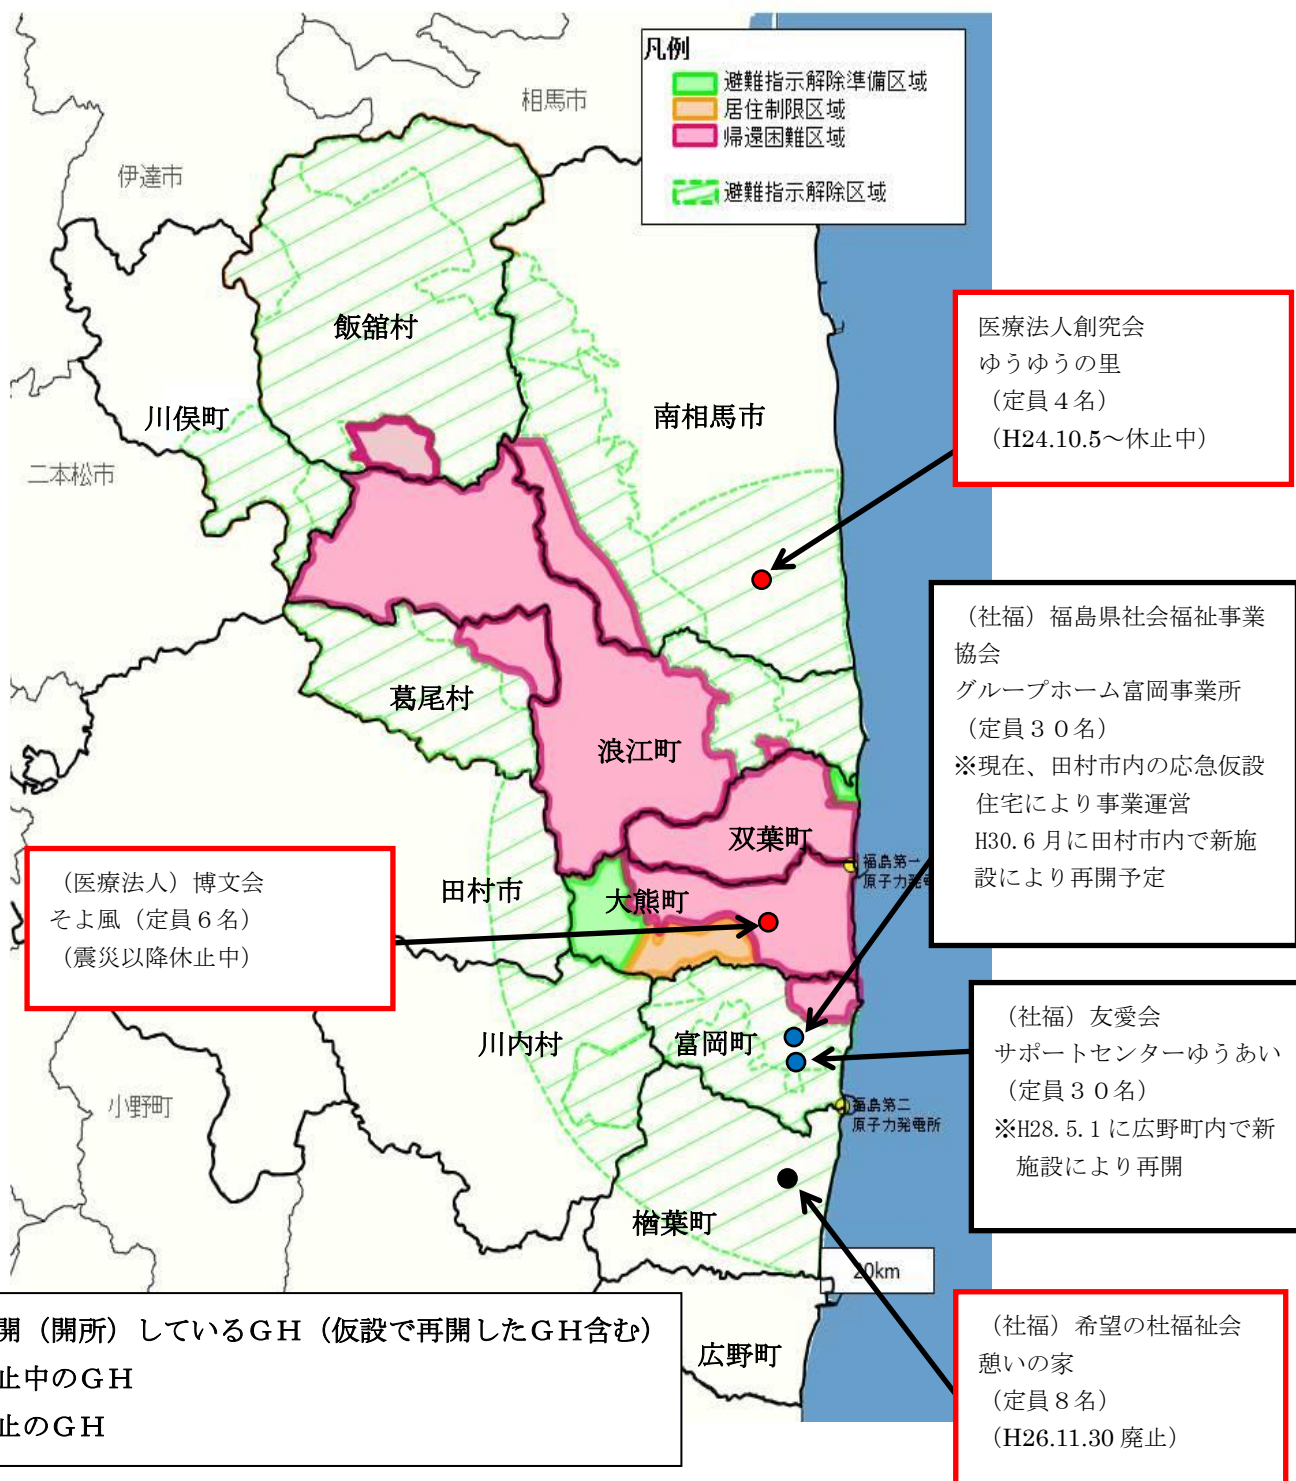 凡例
避難指示解除準備区域
居住制限区域
帰還困難区域
避難指示解除区域
相馬市
伊達市
飯舘村
川俣町
南相馬市
二本松市
医療法人創究会
ゆうゆうの里
（定員４名）
（H24.10.5～休止中）
（社福）福島県社会福祉事業
協会
グループホーム富岡事業所
（定員３０名）
※現在、田村市内の応急仮設
住宅により事業運営
H30.6 月に田村市内で新施
設により再開予定
葛尾村
浪江町
双葉町
福島第一
原子力発電
田村市
大熊町
（医療法人）博文会
そよ風（定員６名）
（震災以降休止中）
川内村
富岡町
（社福）友愛会
サポートセンターゆうあい
（定員３０名）
※H28.5.1 に広野町内で新
施設により再開
小野町
福島第二
原子力発電所
楢葉町
20km
開（開所）しているＧＨ（仮設で再開したＧＨ含む）
止中のＧＨ
止のＧＨ
広野町
（社福）希望の杜福祉会
憩いの家
（定員８名）
（H26.11.30 廃止）